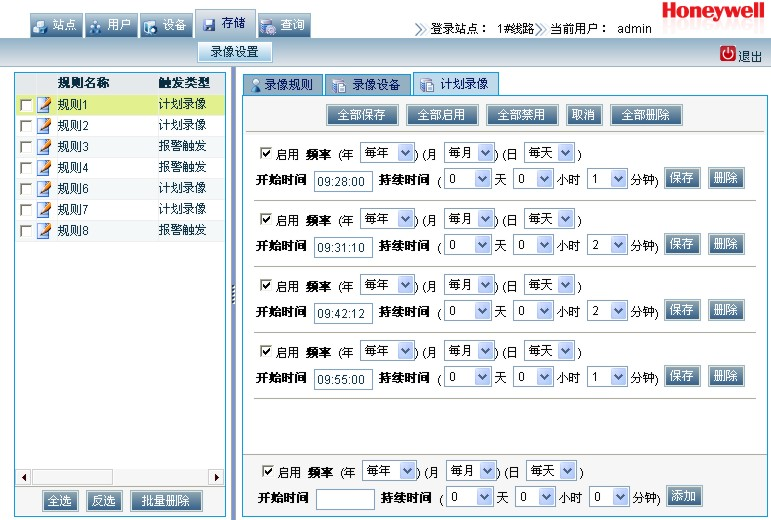 Honeywell
站点 用户 设备 存储 查询
登录站点： 1#线路 当前用户： admin
录像设置
退出
规则名称 触发类型
规则1 计划录像
规则2 计划录像
规则3 报警触发
规则4 报警触发
规则6 计划录像
规则7 计划录像
规则8 报警触发
全选 反选 批量删除
录像规则 录像设备 计划录像
全部保存 全部启用 全部禁用 取消 全部删除
启用 频率 (年 每年 ) (月 每月 ) (日 每天 )
开始时间 09:28:00 持续时间 ( 0 天 0 小时 1 分钟) 保存 删除
启用 频率 (年 每年 ) (月 每月 ) (日 每天 )
开始时间 09:31:10 持续时间 ( 0 天 0 小时 2 分钟) 保存 删除
启用 频率 (年 每年 ) (月 每月 ) (日 每天 )
开始时间 09:42:12 持续时间 ( 0 天 0 小时 2 分钟) 保存 删除
启用 频率 (年 每年 ) (月 每月 ) (日 每天 )
开始时间 09:55:00 持续时间 ( 0 天 0 小时 1 分钟) 保存 删除
启用 频率 (年 每年 ) (月 每月 ) (日 每天 )
开始时间 持续时间 ( 0 天 0 小时 0 分钟) 添加